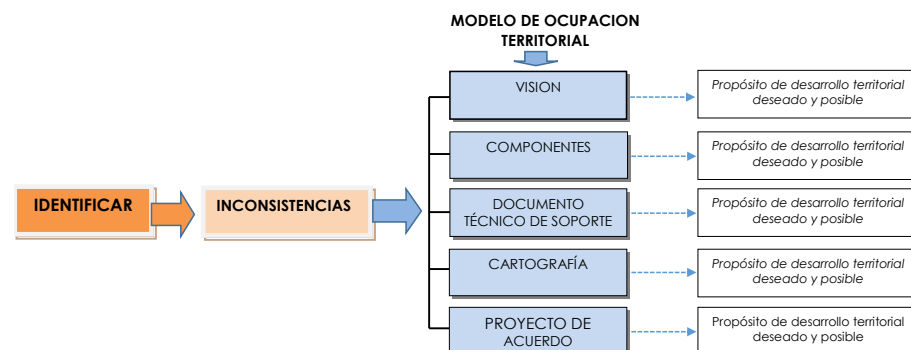 MODELO DE OCUPACION
TERRITORIAL
VISION
Propósito de desarrollo territorial
deseado y posible
COMPONENTES
Propósito de desarrollo territorial
deseado y posible
IDENTIFICAR
INCONSISTENCIAS
DOCUMENTO
TÉCNICO DE SOPORTE
Propósito de desarrollo territorial
deseado y posible
CARTOGRAFÍA
Propósito de desarrollo territorial
deseado y posible
PROYECTO DE
ACUERDO
Propósito de desarrollo territorial
deseado y posible